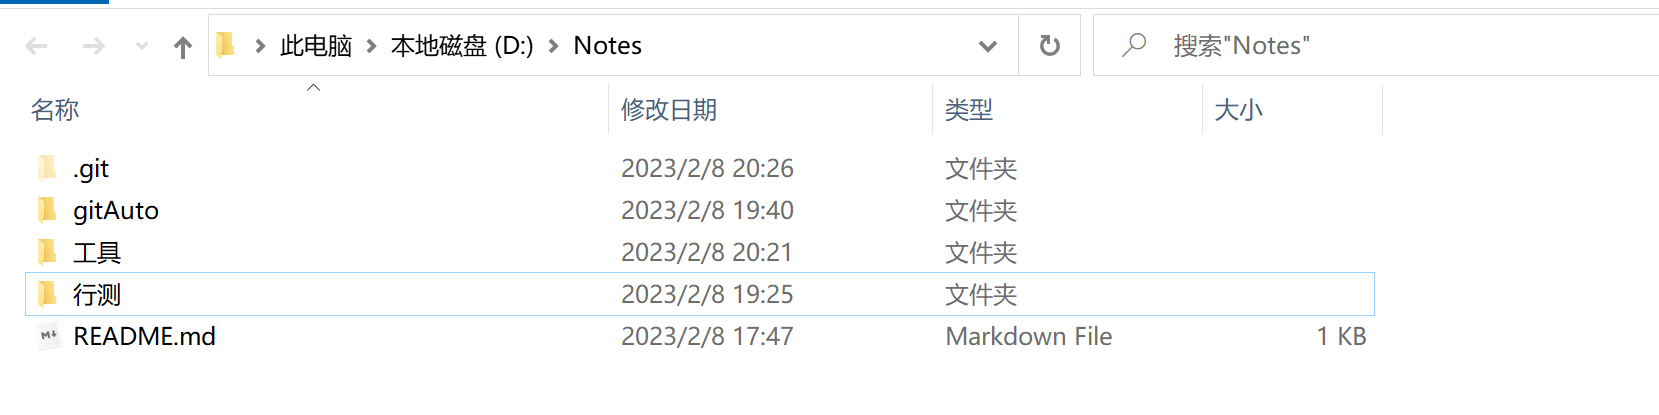 此电脑 本地磁盘 (D:) Notes 搜索"Notes"
名称 修改日期 类型 大小
.git 2023/2/8 20:26 文件夹
gitAuto 2023/2/8 19:40 文件夹
工具 2023/2/8 20:21 文件夹
行测 2023/2/8 19:25 文件夹
README.md 2023/2/8 17:47 Markdown File 1 KB